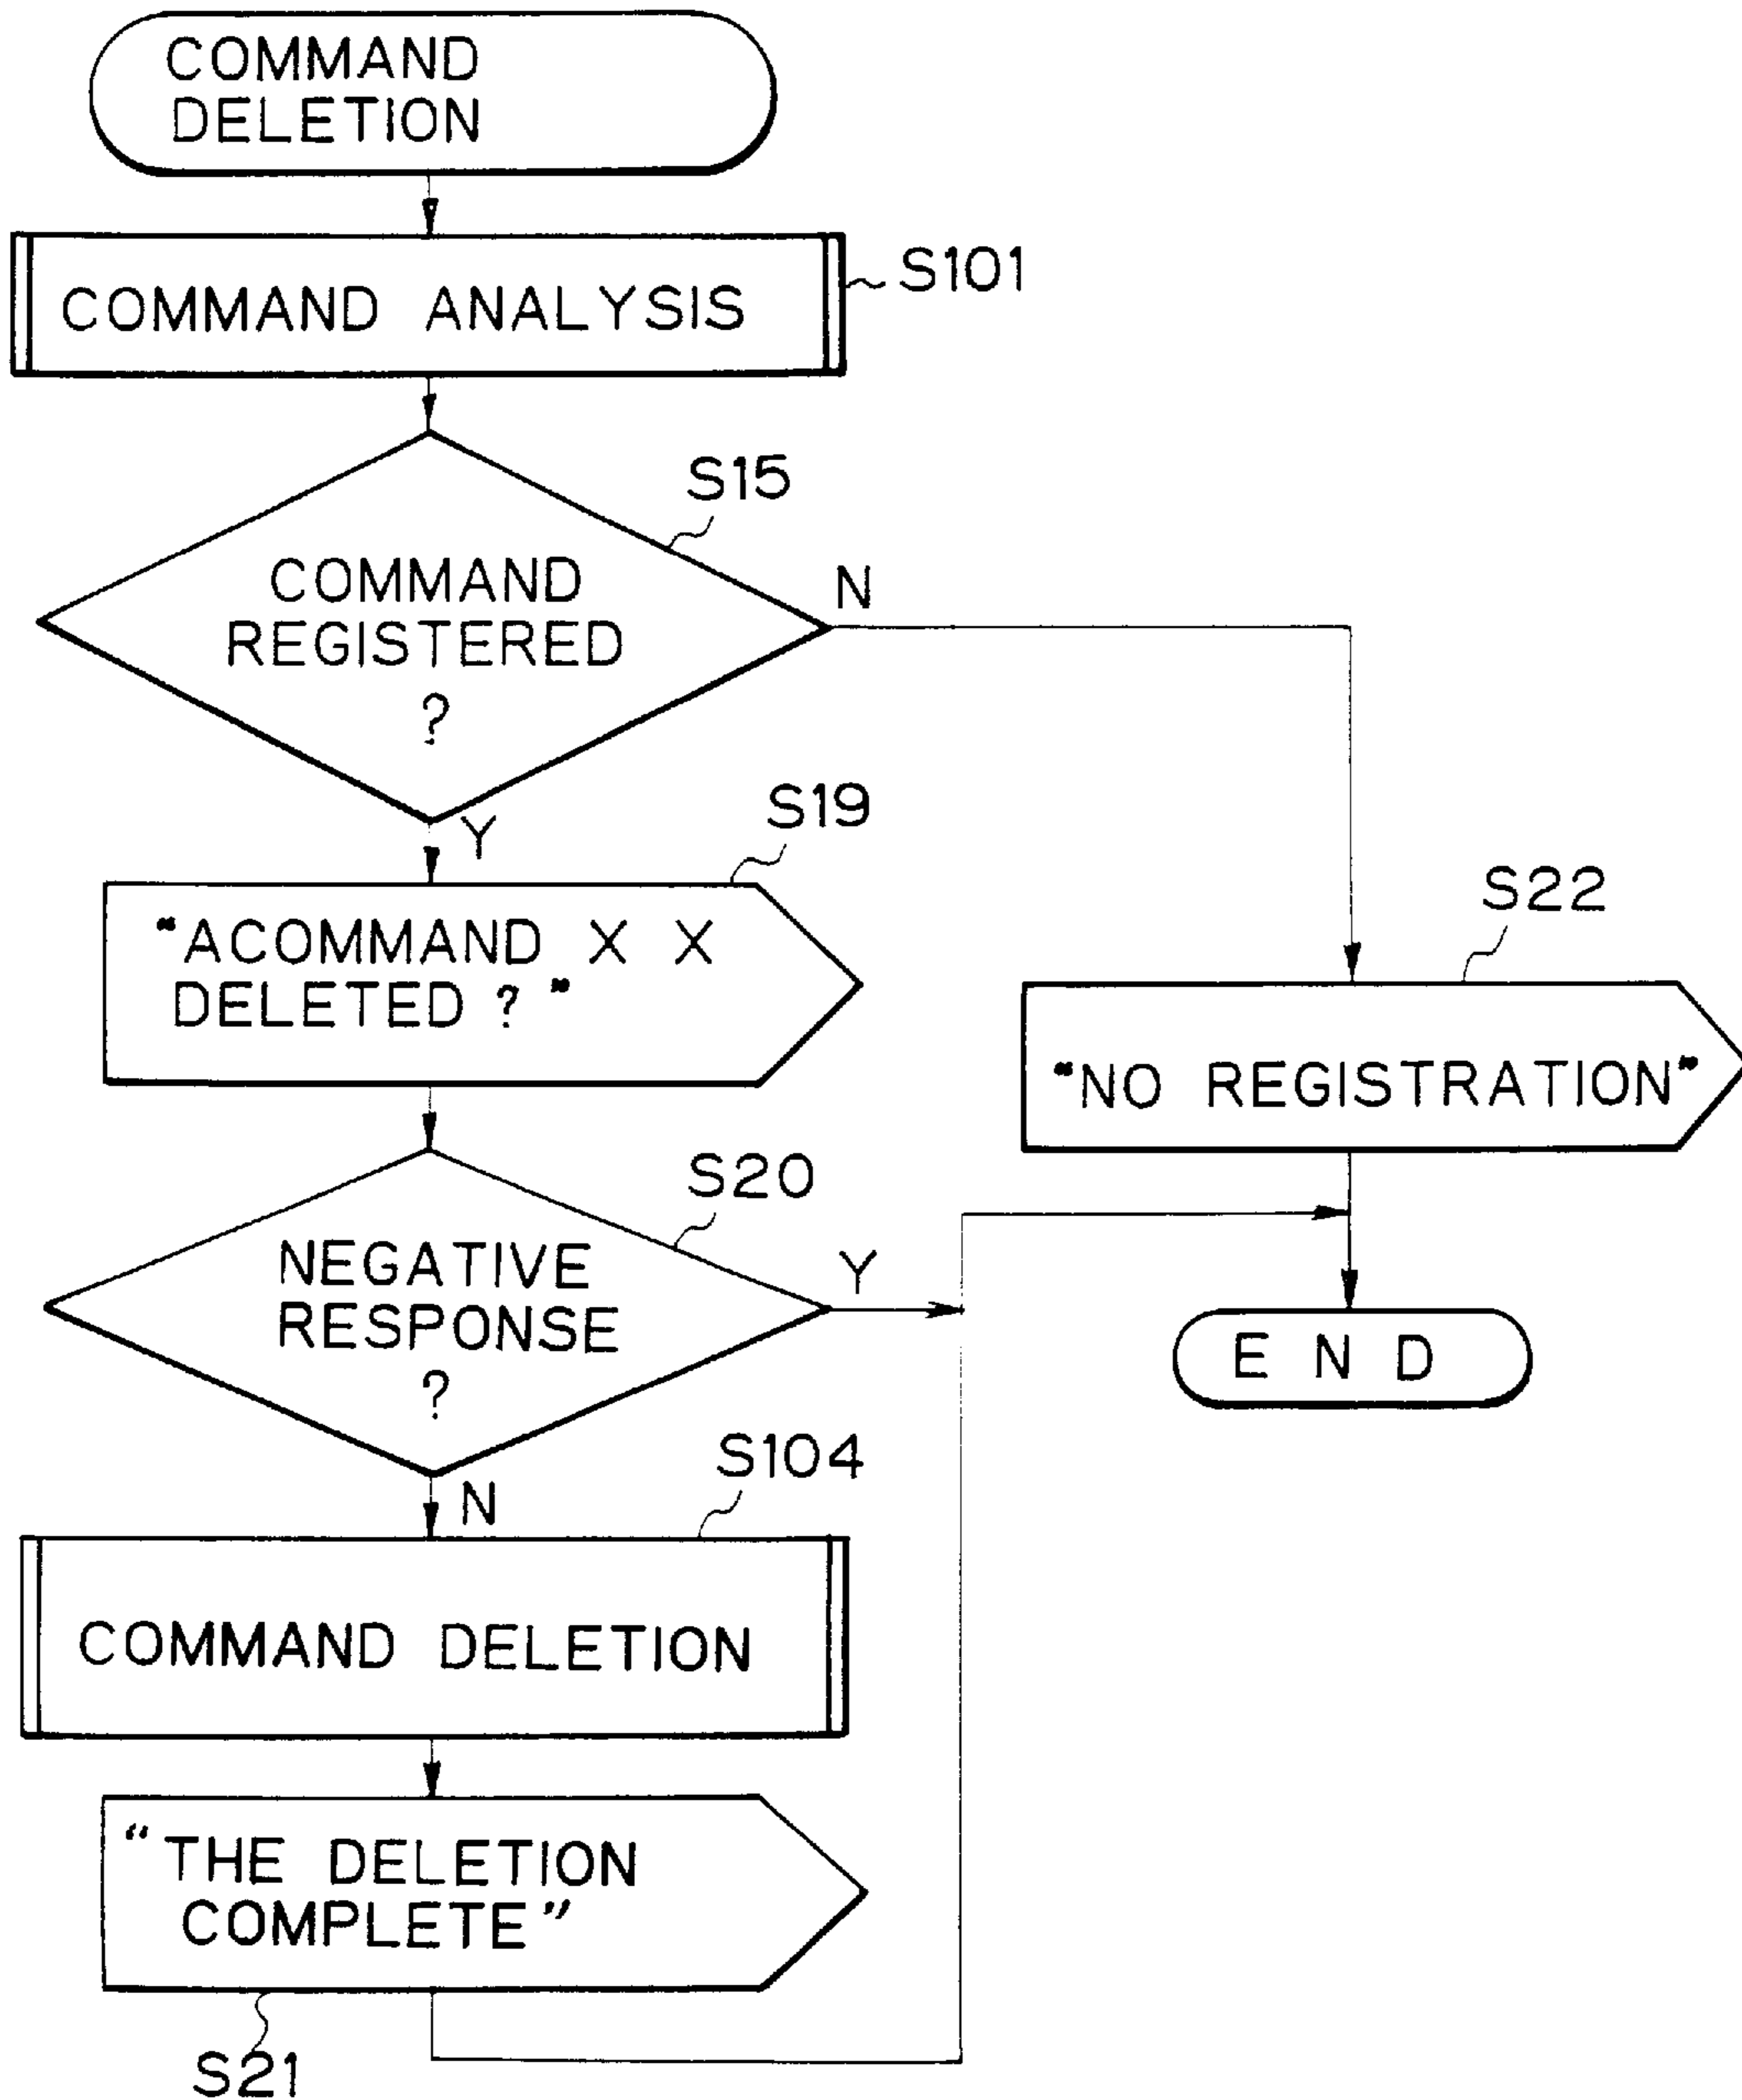 COMMAND
DELETION
COMMAND ANALYSIS
S101
S15
COMMAND
REGISTERED
?
N
Y
S19
"ACOMMAND X X
DELETED ? "
S22
"NO REGISTRATION"
S20
NEGATIVE
RESPONSE
?
Y
E N D
N
S104
COMMAND DELETION
"THE DELETION
COMPLETE"
S21